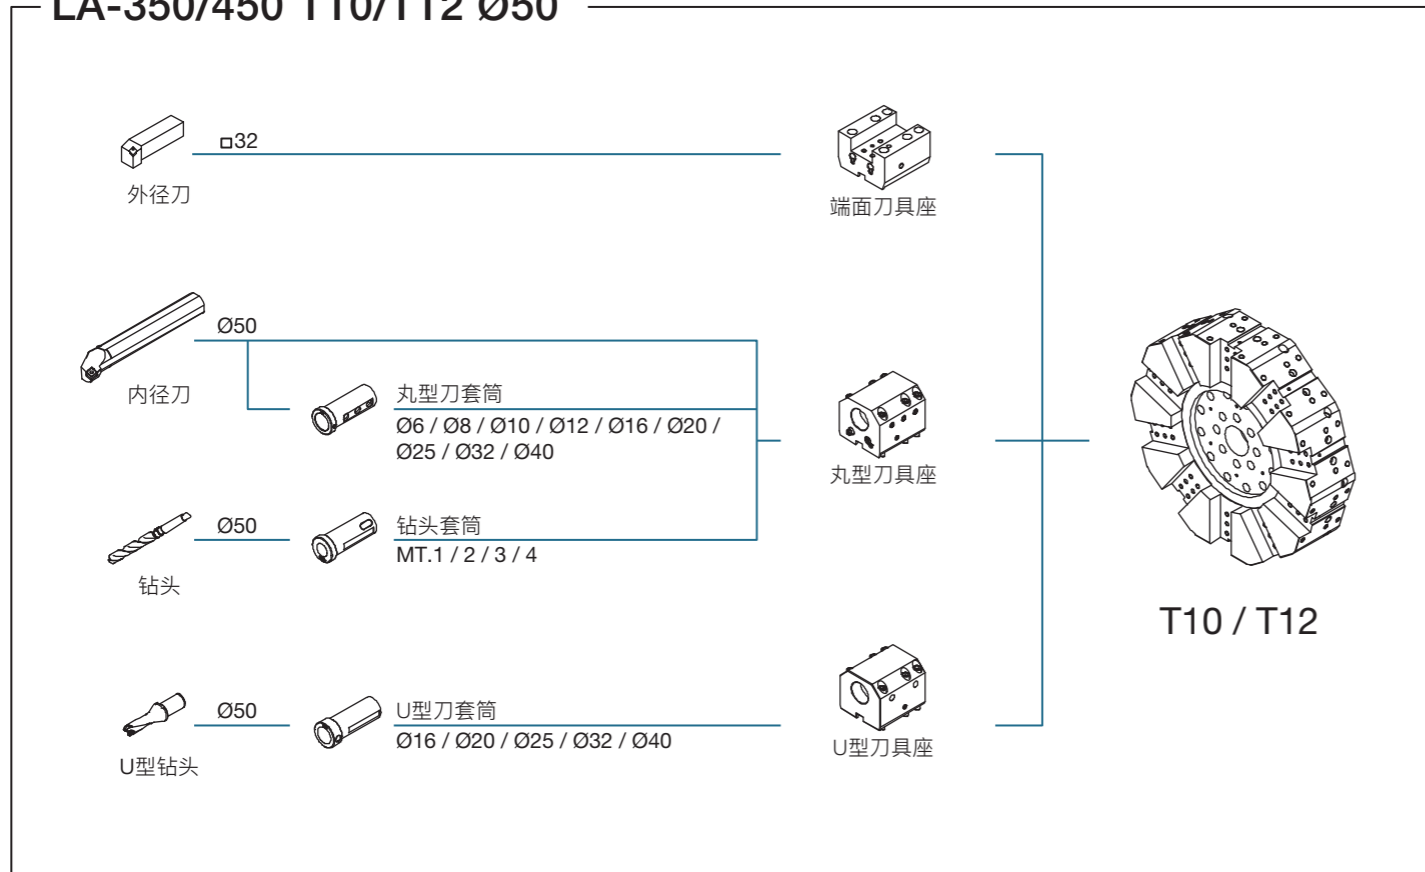 LA-350/450 T10/T12 Ø50
□32
外径刀
端面刀具座
Ø50
内径刀
丸型刀套筒
Ø6 / Ø8 / Ø10 / Ø12 / Ø16 / Ø20 /
Ø25 / Ø32 / Ø40
丸型刀具座
Ø50
钻头套筒
MT.1 / 2 / 3 / 4
钻头
T10 / T12
Ø50
U型刀套筒
Ø16 / Ø20 / Ø25 / Ø32 / Ø40
U型钻头
U型刀具座